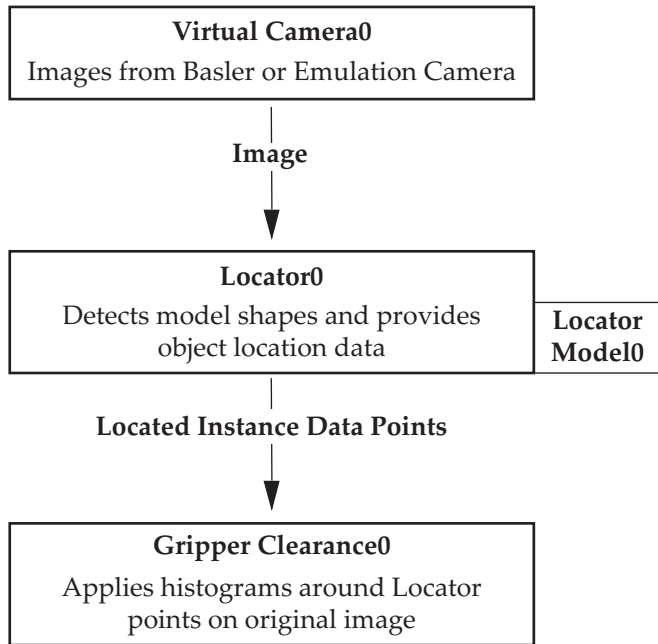 Virtual Camera0
Images from Basler or Emulation Camera
Image
Locator0
Detects model shapes and provides
object location data
Locator
Model0
Located Instance Data Points
Gripper Clearance0
Applies histograms around Locator
points on original image